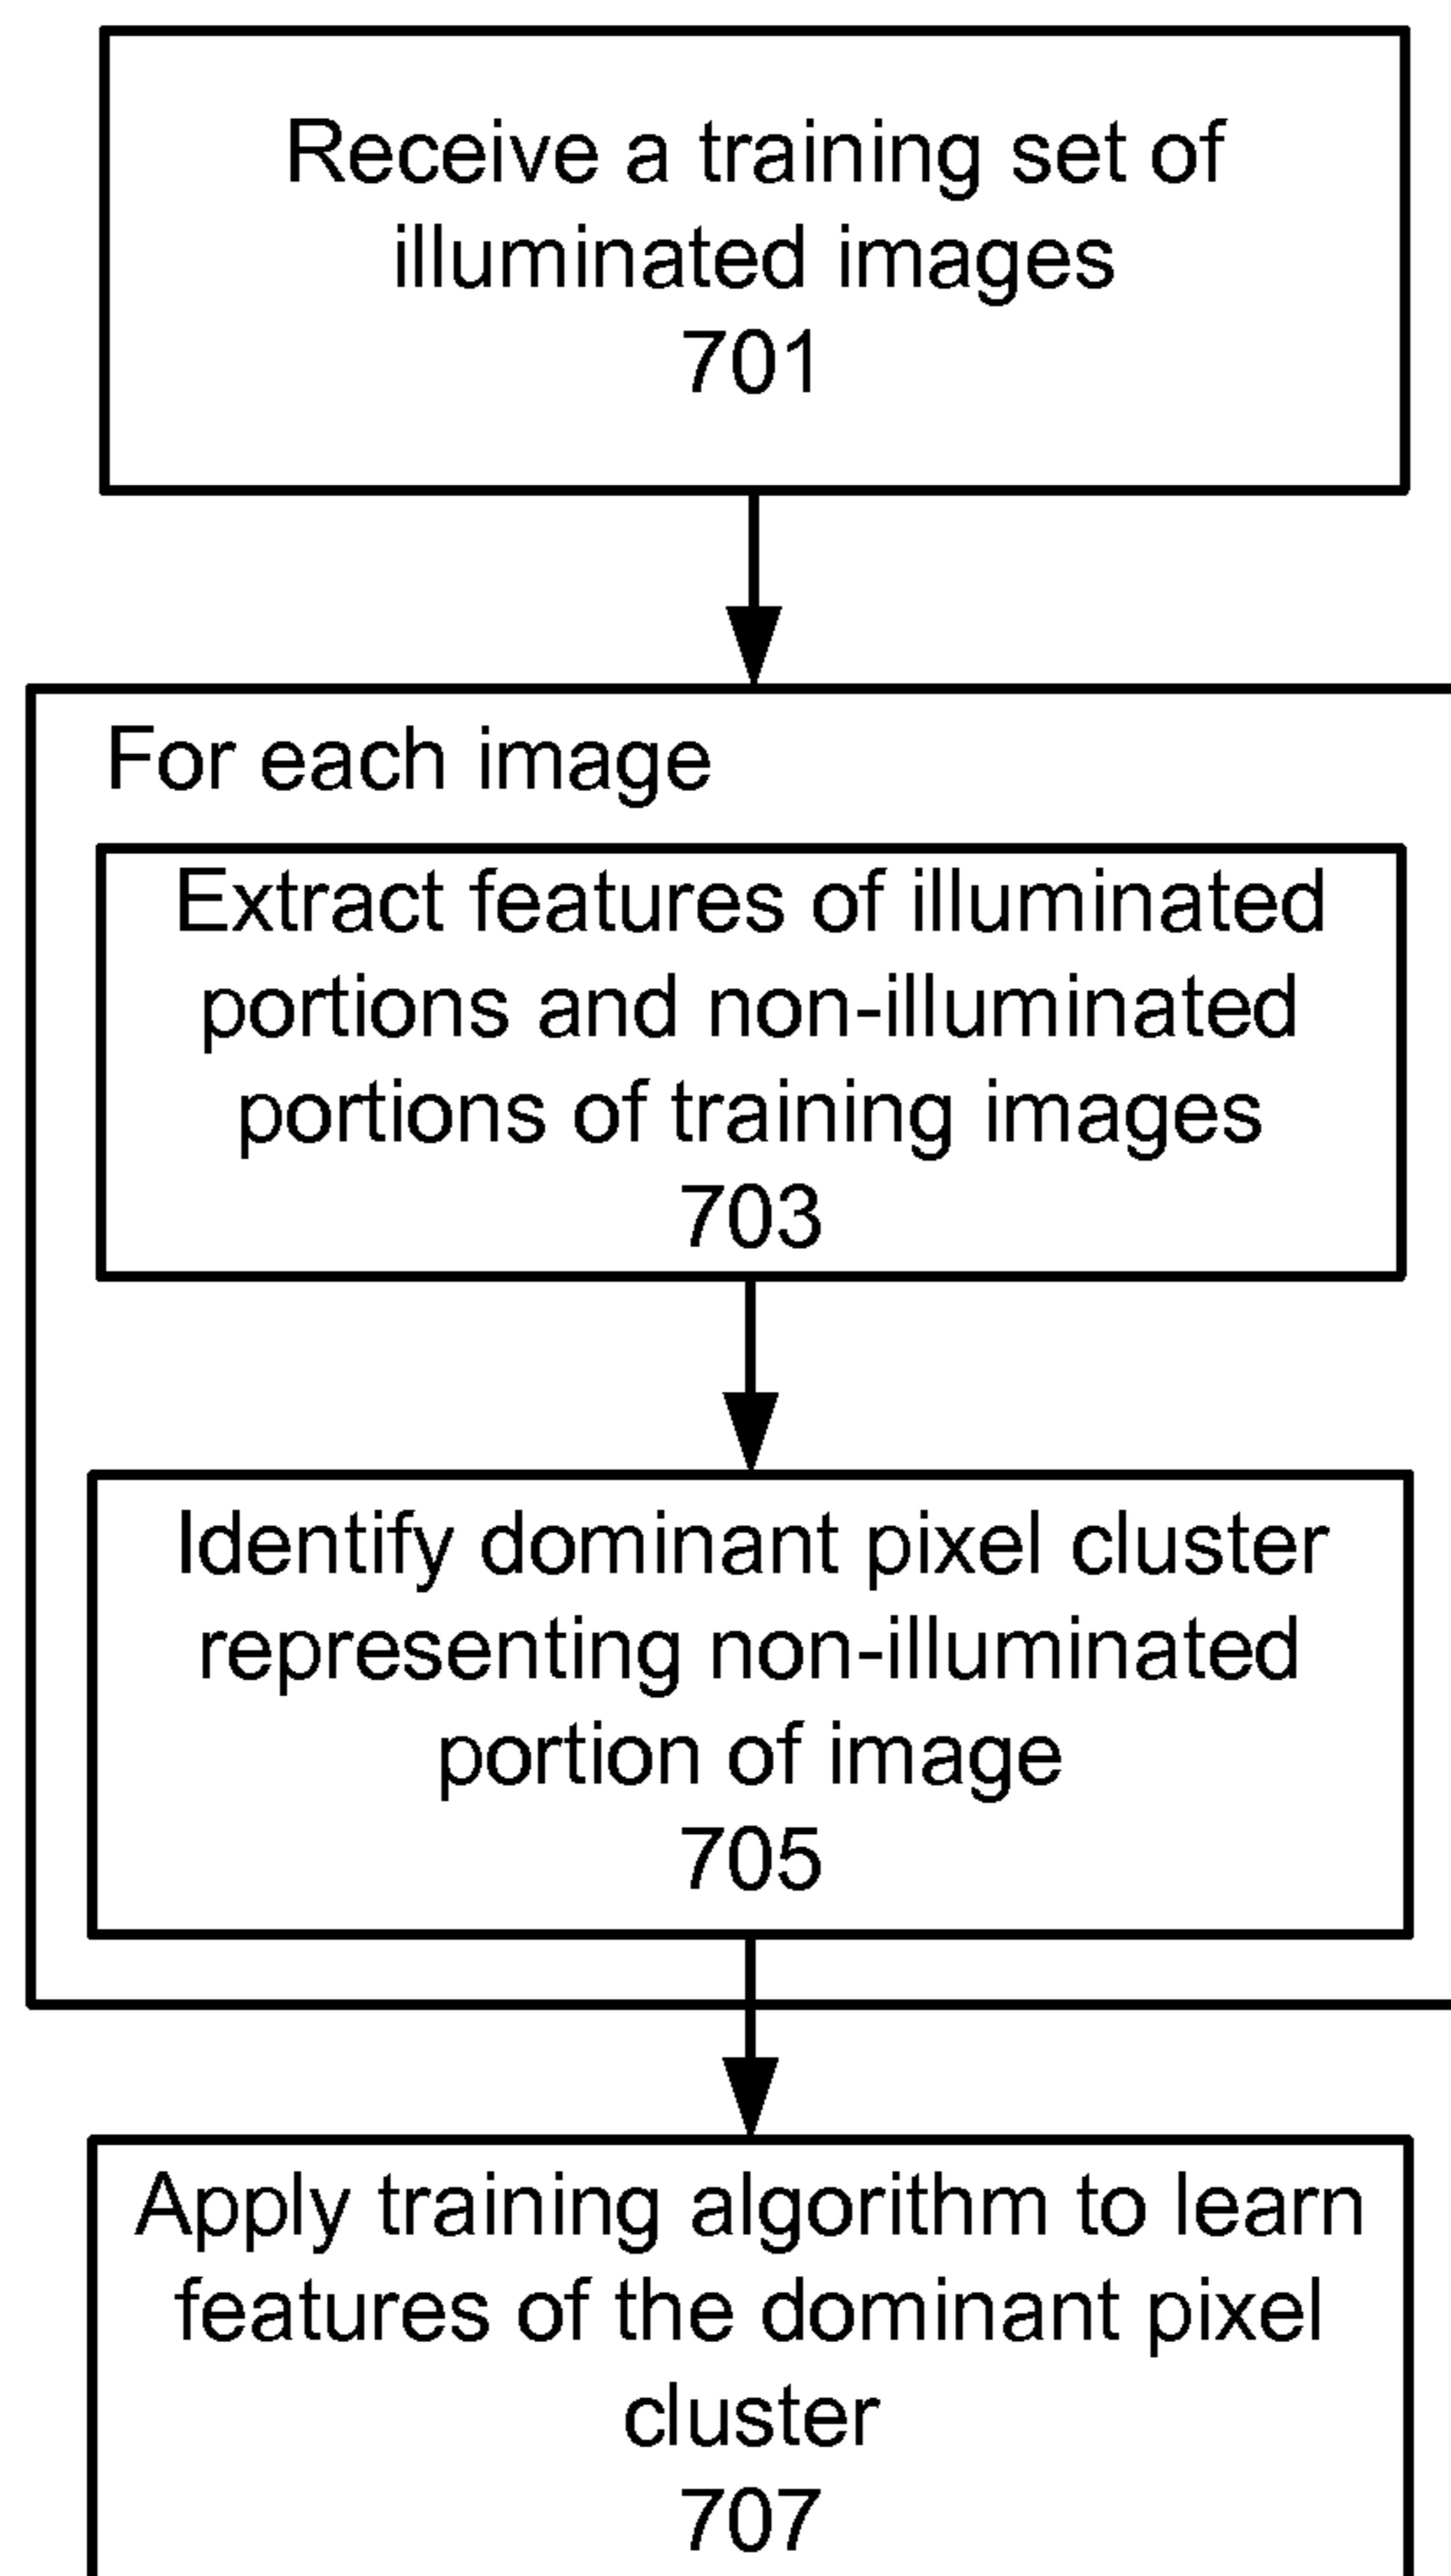 Receive a training set of
illuminated images
701
For each image
Extract features of illuminated
portions and non-illuminated
portions of training images
703
Identify dominant pixel cluster
representing non-illuminated
portion of image
705
Apply training algorithm to learn
features of the dominant pixel
cluster
707